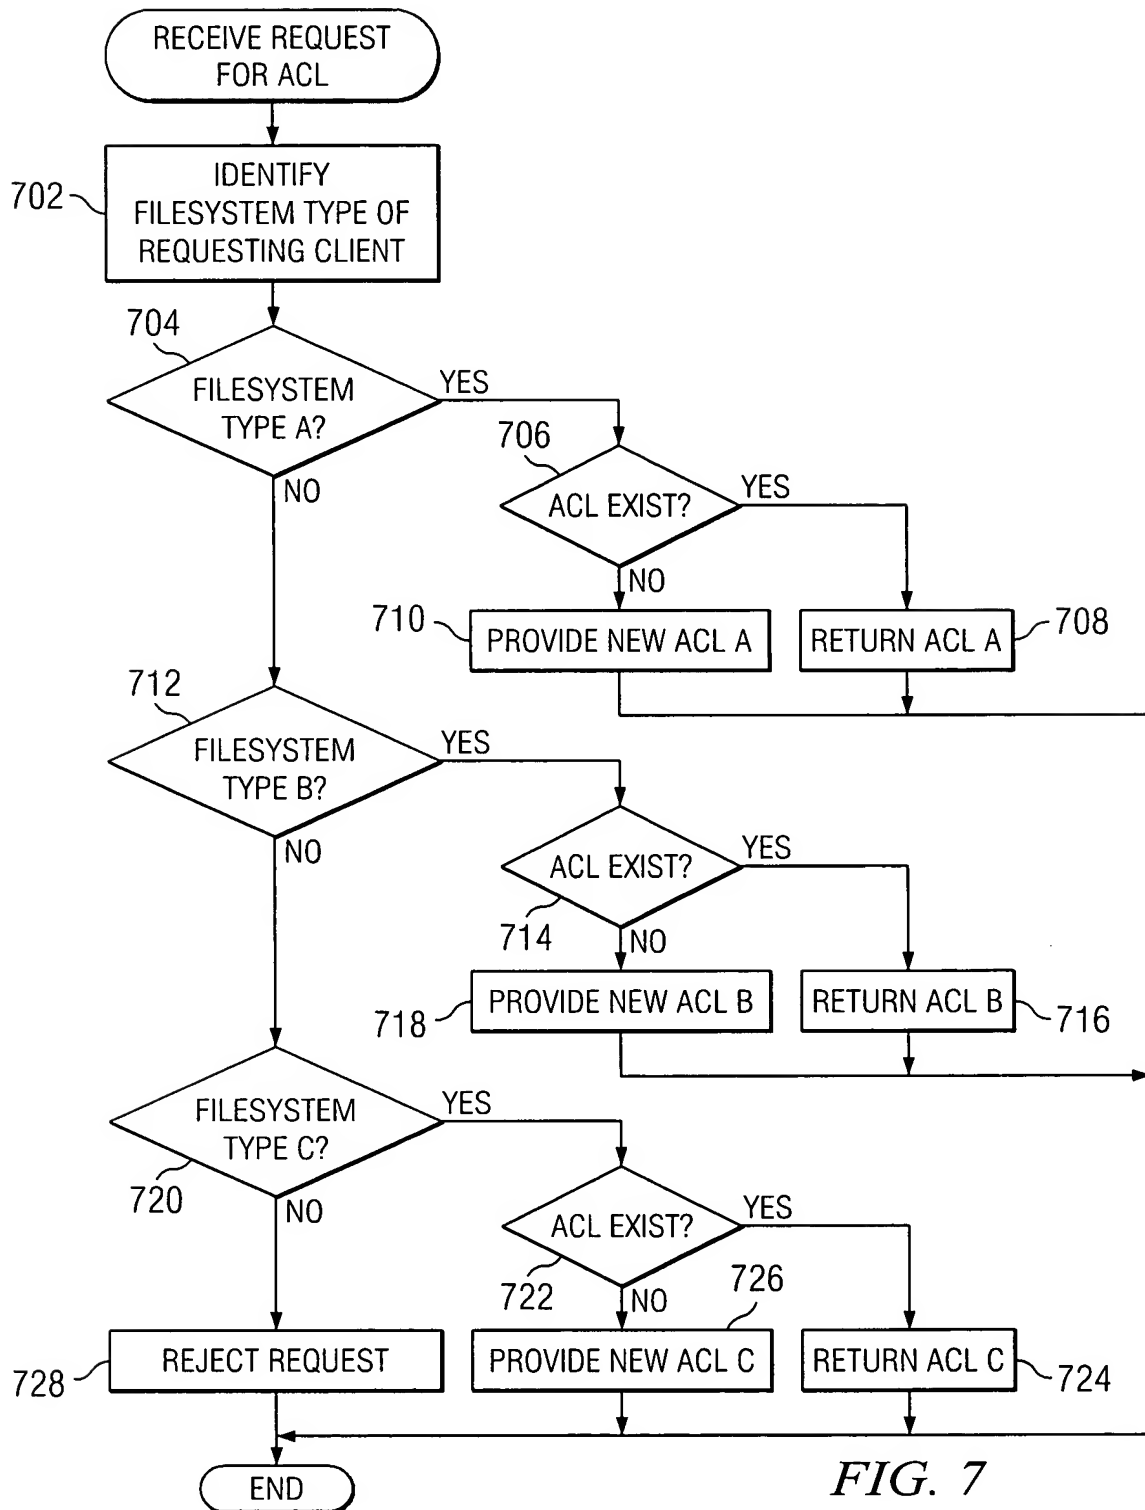 RECEIVE REQUEST
FOR ACL
702
IDENTIFY
FILESYSTEM TYPE OF
REQUESTING CLIENT
704
FILESYSTEM
TYPE A?
YES
NO
706
ACL EXIST?
YES
NO
710
PROVIDE NEW ACL A
RETURN ACL A
708
712
FILESYSTEM
TYPE B?
YES
NO
ACL EXIST?
YES
714
NO
718
PROVIDE NEW ACL B
RETURN ACL B
716
FILESYSTEM
TYPE C?
YES
720
NO
ACL EXIST?
YES
722
NO
726
728
REJECT REQUEST
PROVIDE NEW ACL C
RETURN ACL C
724
END
FIG. 7